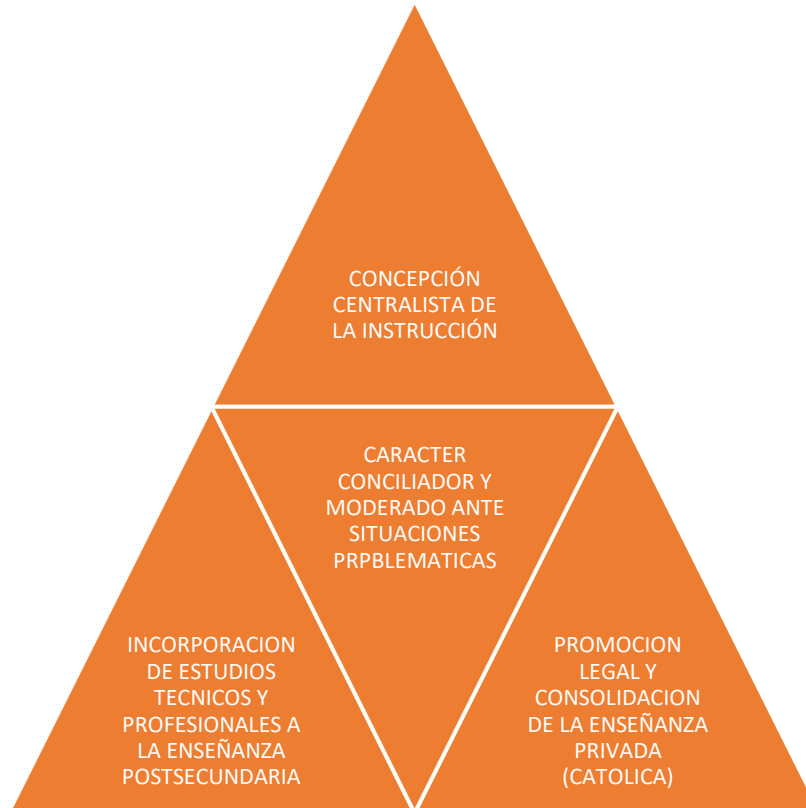 CONCEPCIÓN
CENTRALISTA DE
LA INSTRUCCIÓN
CARACTER
CONCILIADOR Y
MODERADO ANTE
SITUACIONES
PRPBLEMATICAS
INCORPORACION
DE ESTUDIOS
TECNICOS Y
PROFESIONALES A
LA ENSEÑANZA
POSTSECUNDARIA
PROMOCION
LEGAL Y
CONSOLIDACION
DE LA ENSEÑANZA
PRIVADA
(CATOLICA)